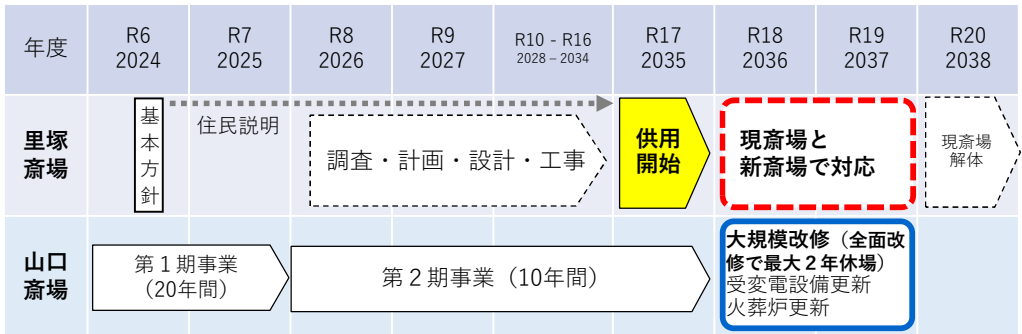 年度
R6
2024
R7
2025
R8
2026
R9
2027
R10 - R16
2028 – 2034
R17
2035
R18
2036
R19
2037
R20
2038
里塚
斎場
基本方針
住民説明
調査・計画・設計・工事
供用
開始
現斎場と
新斎場で対応
現斎場
解体
山口
斎場
第１期事業
（20年間）
第２期事業（10年間）
大規模改修（全面改
修で最大２年休場）
受変電設備更新
火葬炉更新